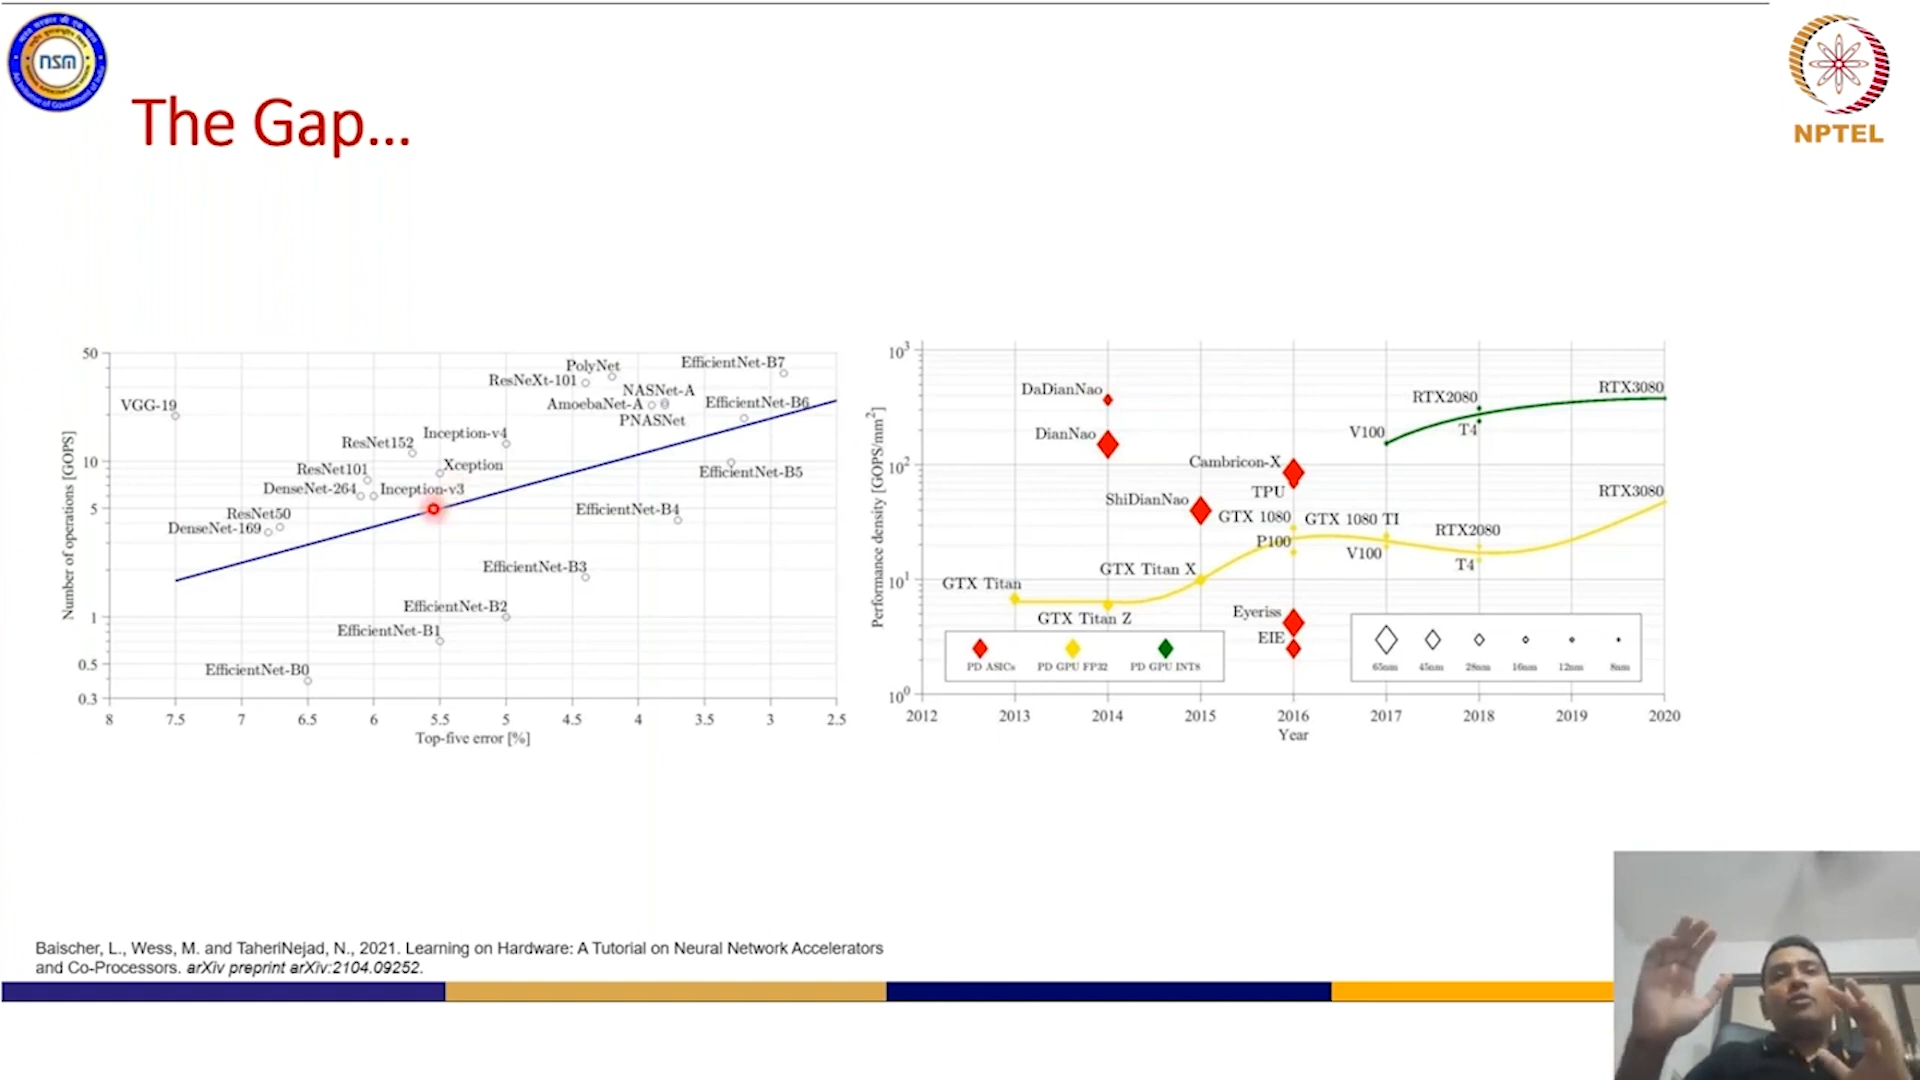 nsm
NPTEL
The Gap...
50
10
5
1
0.5
0.3
Number of operations [GOPS]
VGG-19
PolyNet
EfficientNet-B7
ResNeXt-101
NASNet-A
AmoebaNet-A
EfficientNet-B6
PNASNet
Inception-v4
ResNet152
Xception
ResNet101
EfficientNet-B5
DenseNet-264
Inception-v3
ResNet50
EfficientNet-B4
DenseNet-169
EfficientNet-B3
EfficientNet-B2
EfficientNet-B1
EfficientNet-B0
8 7.5 7 6.5 6 5.5 5 4.5 4 3.5 3 2.5
Top-five error [%]
10³
10²
10¹
10⁰
Performance density [GOPS/mm²]
DaDianNao
RTX3080
RTX2080
DianNao
V100
T4
Cambricon-X
TPU
RTX3080
ShiDianNao
GTX 1080
GTX 1080 TI
RTX2080
P100
V100
T4
GTX Titan X
GTX Titan
Eyeriss
GTX Titan Z
EIE
PD ASICs PD GPU FP32 PD GPU INT8
65nm 45nm 28nm 16nm 12nm 8nm
2012 2013 2014 2015 2016 2017 2018 2019 2020
Year
Baischer, L., Wess, M. and TaheriNejad, N., 2021. Learning on Hardware: A Tutorial on Neural Network Accelerators
and Co-Processors. arXiv preprint arXiv:2104.09252.